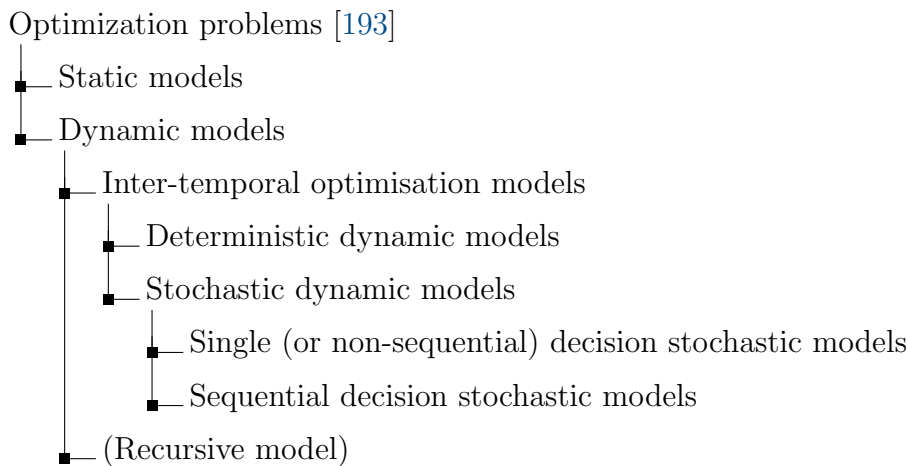 Optimization problems [193]
Static models
Dynamic models
Inter-temporal optimisation models
Deterministic dynamic models
Stochastic dynamic models
Single (or non-sequential) decision stochastic models
Sequential decision stochastic models
(Recursive model)